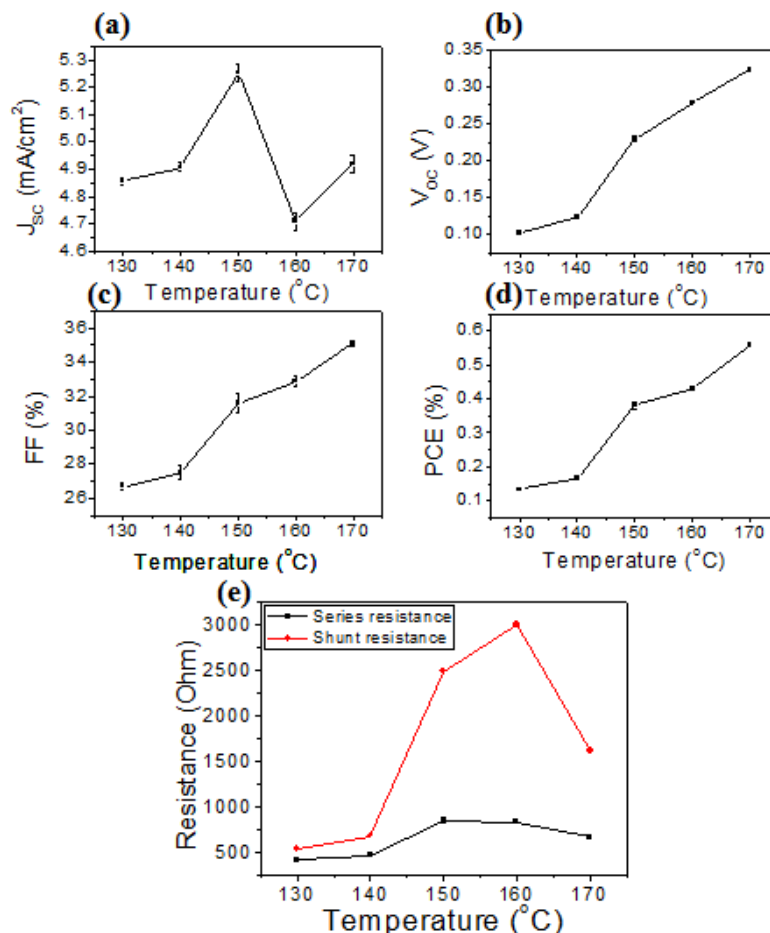 (a)
J_SC (mA/cm²)
5.3
5.2
5.1
5.0
4.9
4.8
4.7
4.6
130 140 150 160 170
Temperature (°C)
(b)
V_OC (V)
0.35
0.30
0.25
0.20
0.15
0.10
130 140 150 160 170
Temperature (°C)
(c)
FF (%)
36
34
32
30
28
26
130 140 150 160 170
Temperature (°C)
(d)
PCE (%)
0.6
0.5
0.4
0.3
0.2
0.1
130 140 150 160 170
Temperature (°C)
(e)
Series resistance
Shunt resistance
Resistance (Ohm)
3000
2500
2000
1500
1000
500
130 140 150 160 170
Temperature (°C)